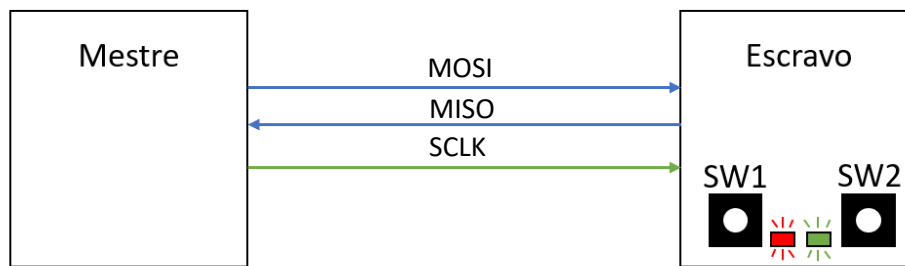 Mestre
Escravo
MOSI
MISO
SCLK
SW1
SW2